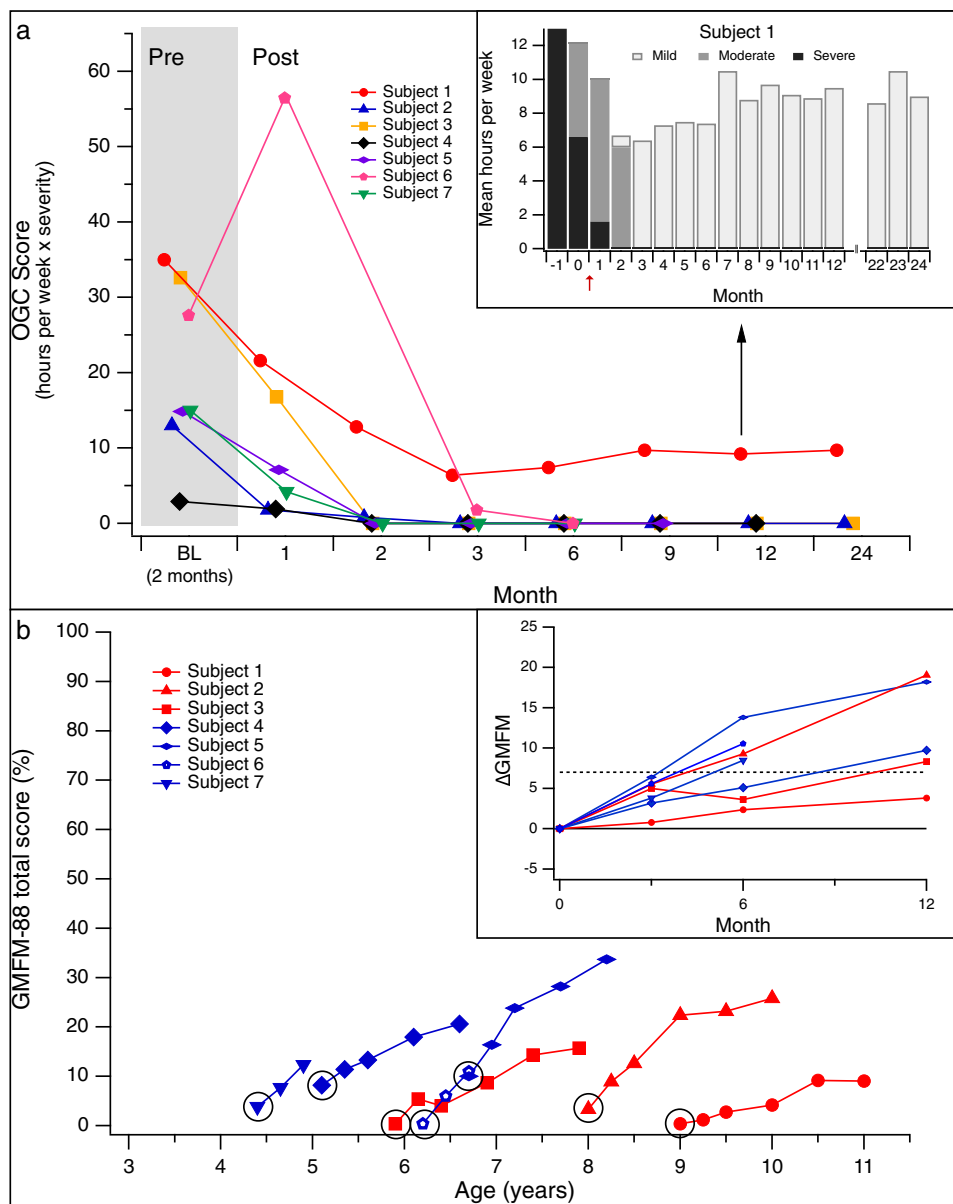 a
Pre
Post
OGC Score
(hours per week x severity)
60
50
40
30
20
10
0
Subject 1
Subject 2
Subject 3
Subject 4
Subject 5
Subject 6
Subject 7
BL
(2 months)
1 2 3 6 9 12 24
Month
Subject 1
Mild Moderate Severe
Mean hours per week
12
10
8
6
4
2
0
-1 0 1 2 3 4 5 6 7 8 9 10 11 12 22 23 24
↑
Month
b
GMFM-88 total score (%)
100
90
80
70
60
50
40
30
20
10
0
Subject 1
Subject 2
Subject 3
Subject 4
Subject 5
Subject 6
Subject 7
3 4 5 6 7 8 9 10 11
Age (years)
ΔGMFM
25
20
15
10
5
0
-5
0 6 12
Month